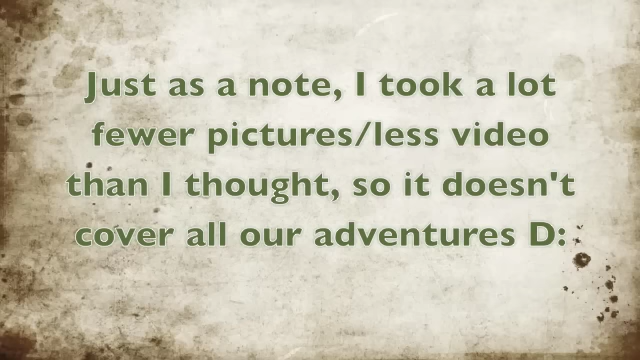 Just as a note, I took a lot
fewer pictures/less video
than I thought, so it doesn't
cover all our adventures D: